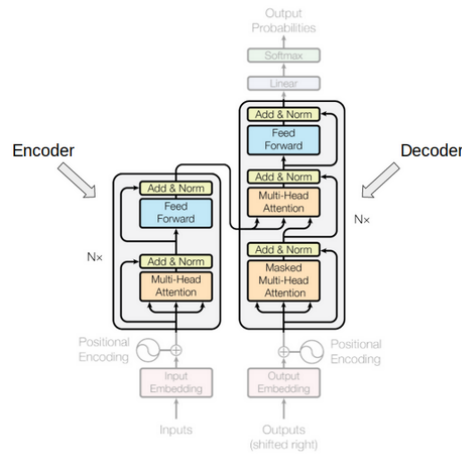 Output
Probabilities
Softmax
Linear
Add & Norm
Feed
Forward
Add & Norm
Multi-Head
Attention
Add & Norm
Masked
Multi-Head
Attention
Decoder
Nx
Encoder
Add & Norm
Feed
Forward
Add & Norm
Multi-Head
Attention
Nx
Positional
Encoding
Positional
Encoding
Input
Embedding
Output
Embedding
Inputs
Outputs
(shifted right)